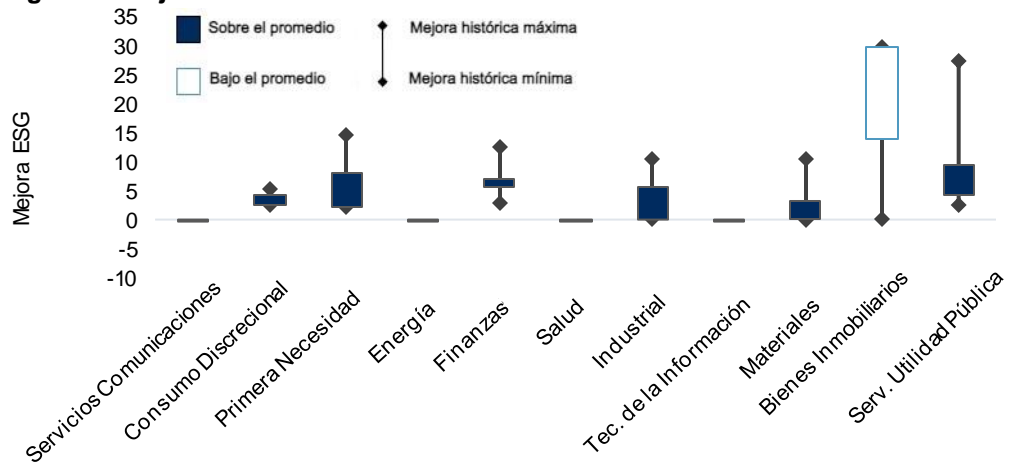 35
30
25
20
15
10
5
0
-5
-10
Mejora ESG
Sobre el promedio
Mejora histórica máxima
Bajo el promedio
Mejora histórica mínima
Servicios Comunicaciones
Consumo Discrecional
Primera Necesidad
Energía
Finanzas
Salud
Industrial
Tec. de la Información
Materiales
Bienes Inmobiliarios
Serv. Utilidad Pública